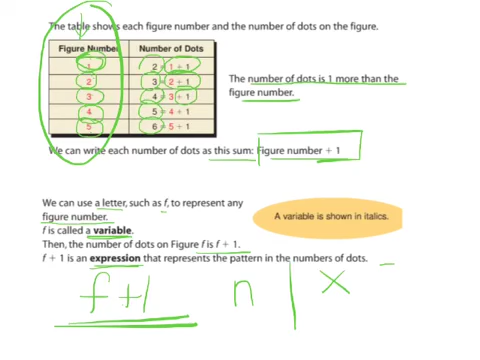 The table shows each figure number and the number of dots on the figure.
Figure Number Number of Dots
1 2 = 1 + 1
2 3 = 2 + 1
3 4 = 3 + 1
4 5 = 4 + 1
5 6 = 5 + 1
The number of dots is 1 more than the
figure number.
We can write each number of dots as this sum: Figure number + 1
We can use a letter, such as f, to represent any
figure number.
f is called a variable.
Then, the number of dots on Figure f is f + 1.
f + 1 is an expression that represents the pattern in the numbers of dots.
A variable is shown in italics.
f+1 n x